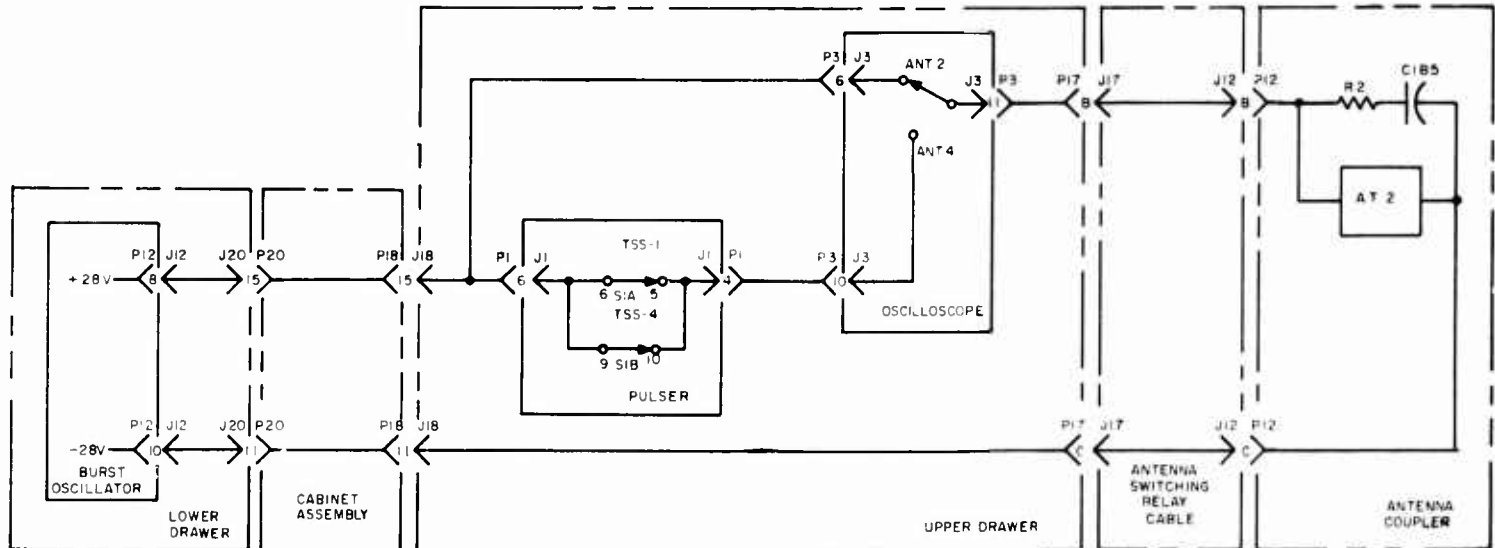 P3 J3
6
ANT 2
J3 P3
11
P17 J17
B
J12 P12
B
R2
C1B5
ANT 4
AT 2
TSS-1
P12 J12
+28V
8
J20 P20
15
P18 J18
15
P1 J1
6
6 S1A 5
J1 P1
4
P3 J3
10
OSCILLOSCOPE
TSS-4
9 S1B 10
PULSER
P12 J12
-28V
10
J20 P20
11
P18 J18
11
P17 J17
C
J12 P12
C
BURST
OSCILLATOR
LOWER
DRAWER
CABINET
ASSEMBLY
UPPER DRAWER
ANTENNA
SWITCHING
RELAY
CABLE
ANTENNA
COUPLER